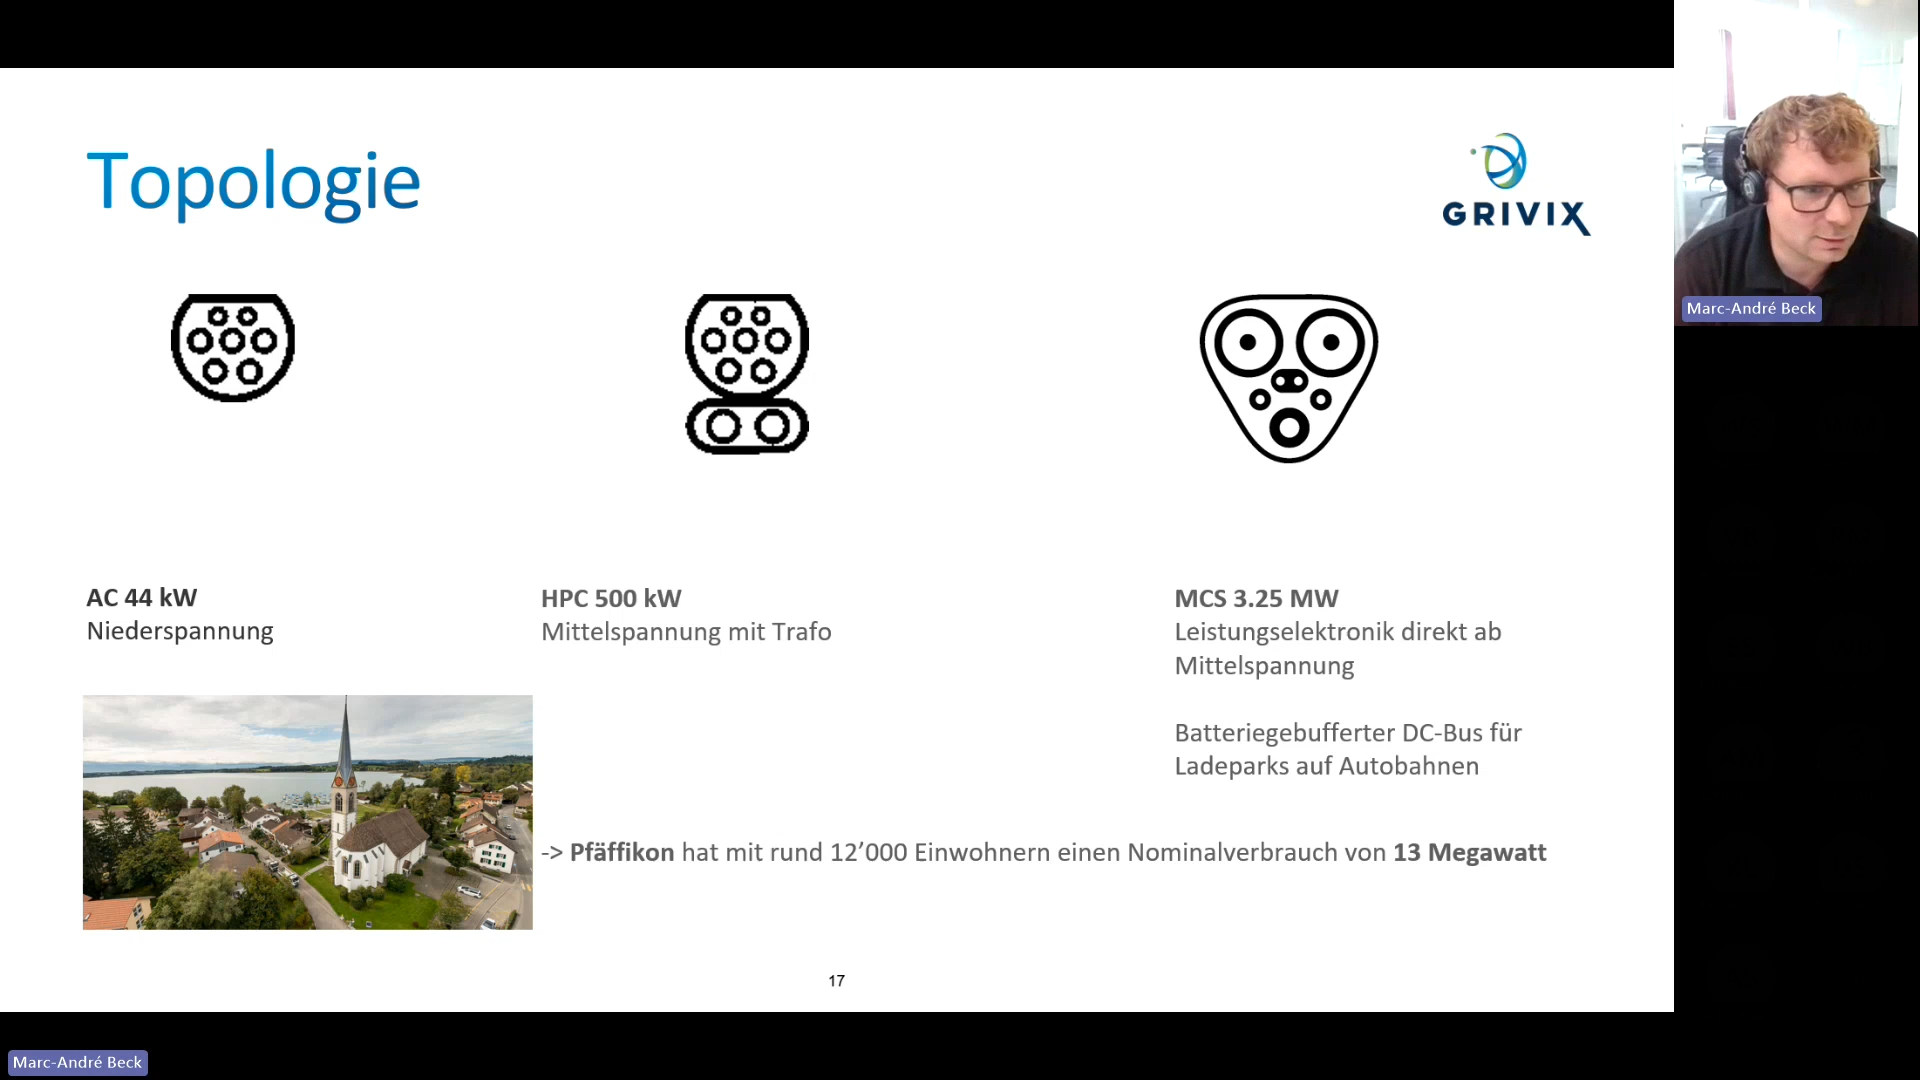 Topologie
GRIVIX
Marc-André Beck
AC 44 kW
Niederspannung
HPC 500 kW
Mittelspannung mit Trafo
MCS 3.25 MW
Leistungselektronik direkt ab
Mittelspannung
Batteriegebufferter DC-Bus für
Ladeparks auf Autobahnen
-> Pfäffikon hat mit rund 12’000 Einwohnern einen Nominalverbrauch von 13 Megawatt
17
Marc-André Beck